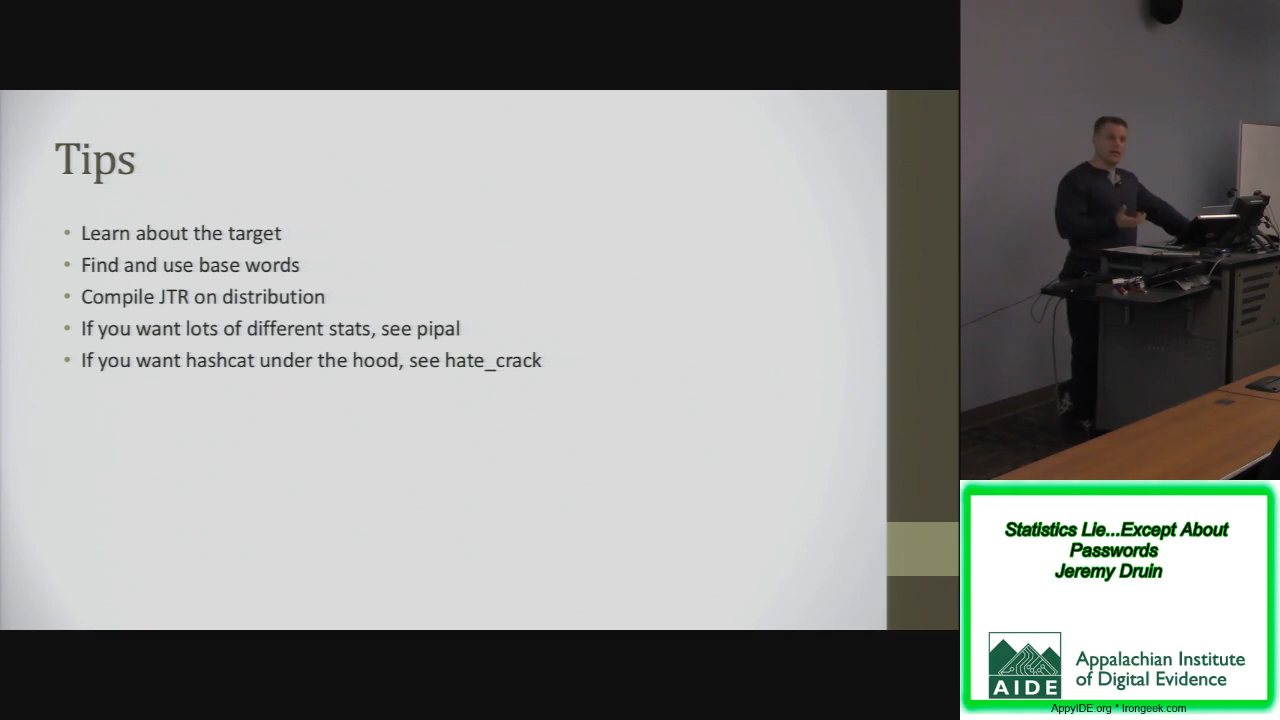 Tips
Learn about the target
Find and use base words
Compile JTR on distribution
If you want lots of different stats, see pipal
If you want hashcat under the hood, see hate_crack
Statistics Lie...Except About
Passwords
Jeremy Druin
AIDE
Appalachian Institute
of Digital Evidence
AppyIDE.org * Irongeek.com